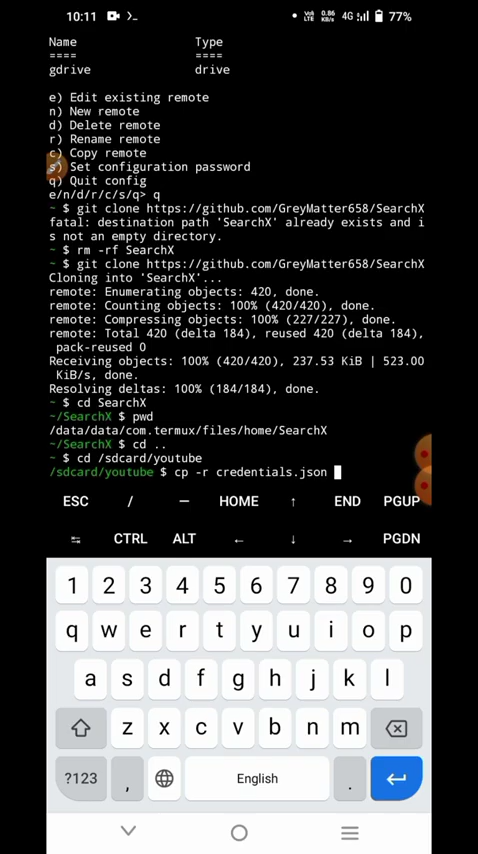 10:11 Voi LTE 0.86 KB/s 4G 77%
Name Type
==== ====
gdrive drive
e) Edit existing remote
n) New remote
d) Delete remote
r) Rename remote
c) Copy remote
s) Set configuration password
q) Quit config
e/n/d/r/c/s/q> q
~ $ git clone https://github.com/GreyMatter658/SearchX
fatal: destination path 'SearchX' already exists and i
s not an empty directory.
~ $ rm -rf SearchX
~ $ git clone https://github.com/GreyMatter658/SearchX
Cloning into 'SearchX'...
remote: Enumerating objects: 420, done.
remote: Counting objects: 100% (420/420), done.
remote: Compressing objects: 100% (227/227), done.
remote: Total 420 (delta 184), reused 420 (delta 184),
pack-reused 0
Receiving objects: 100% (420/420), 237.53 KiB | 523.00
KiB/s, done.
Resolving deltas: 100% (184/184), done.
~ $ cd SearchX
~/SearchX $ pwd
/data/data/com.termux/files/home/SearchX
~/SearchX $ cd ..
~ $ cd /sdcard/youtube
/sdcard/youtube $ cp -r credentials.json
ESC / — HOME ↑ END PGUP
↹ CTRL ALT ← ↓ → PGDN
1 2 3 4 5 6 7 8 9 0
q w e r t y u i o p
a s d f g h j k l
z x c v b n m
?123 , English .